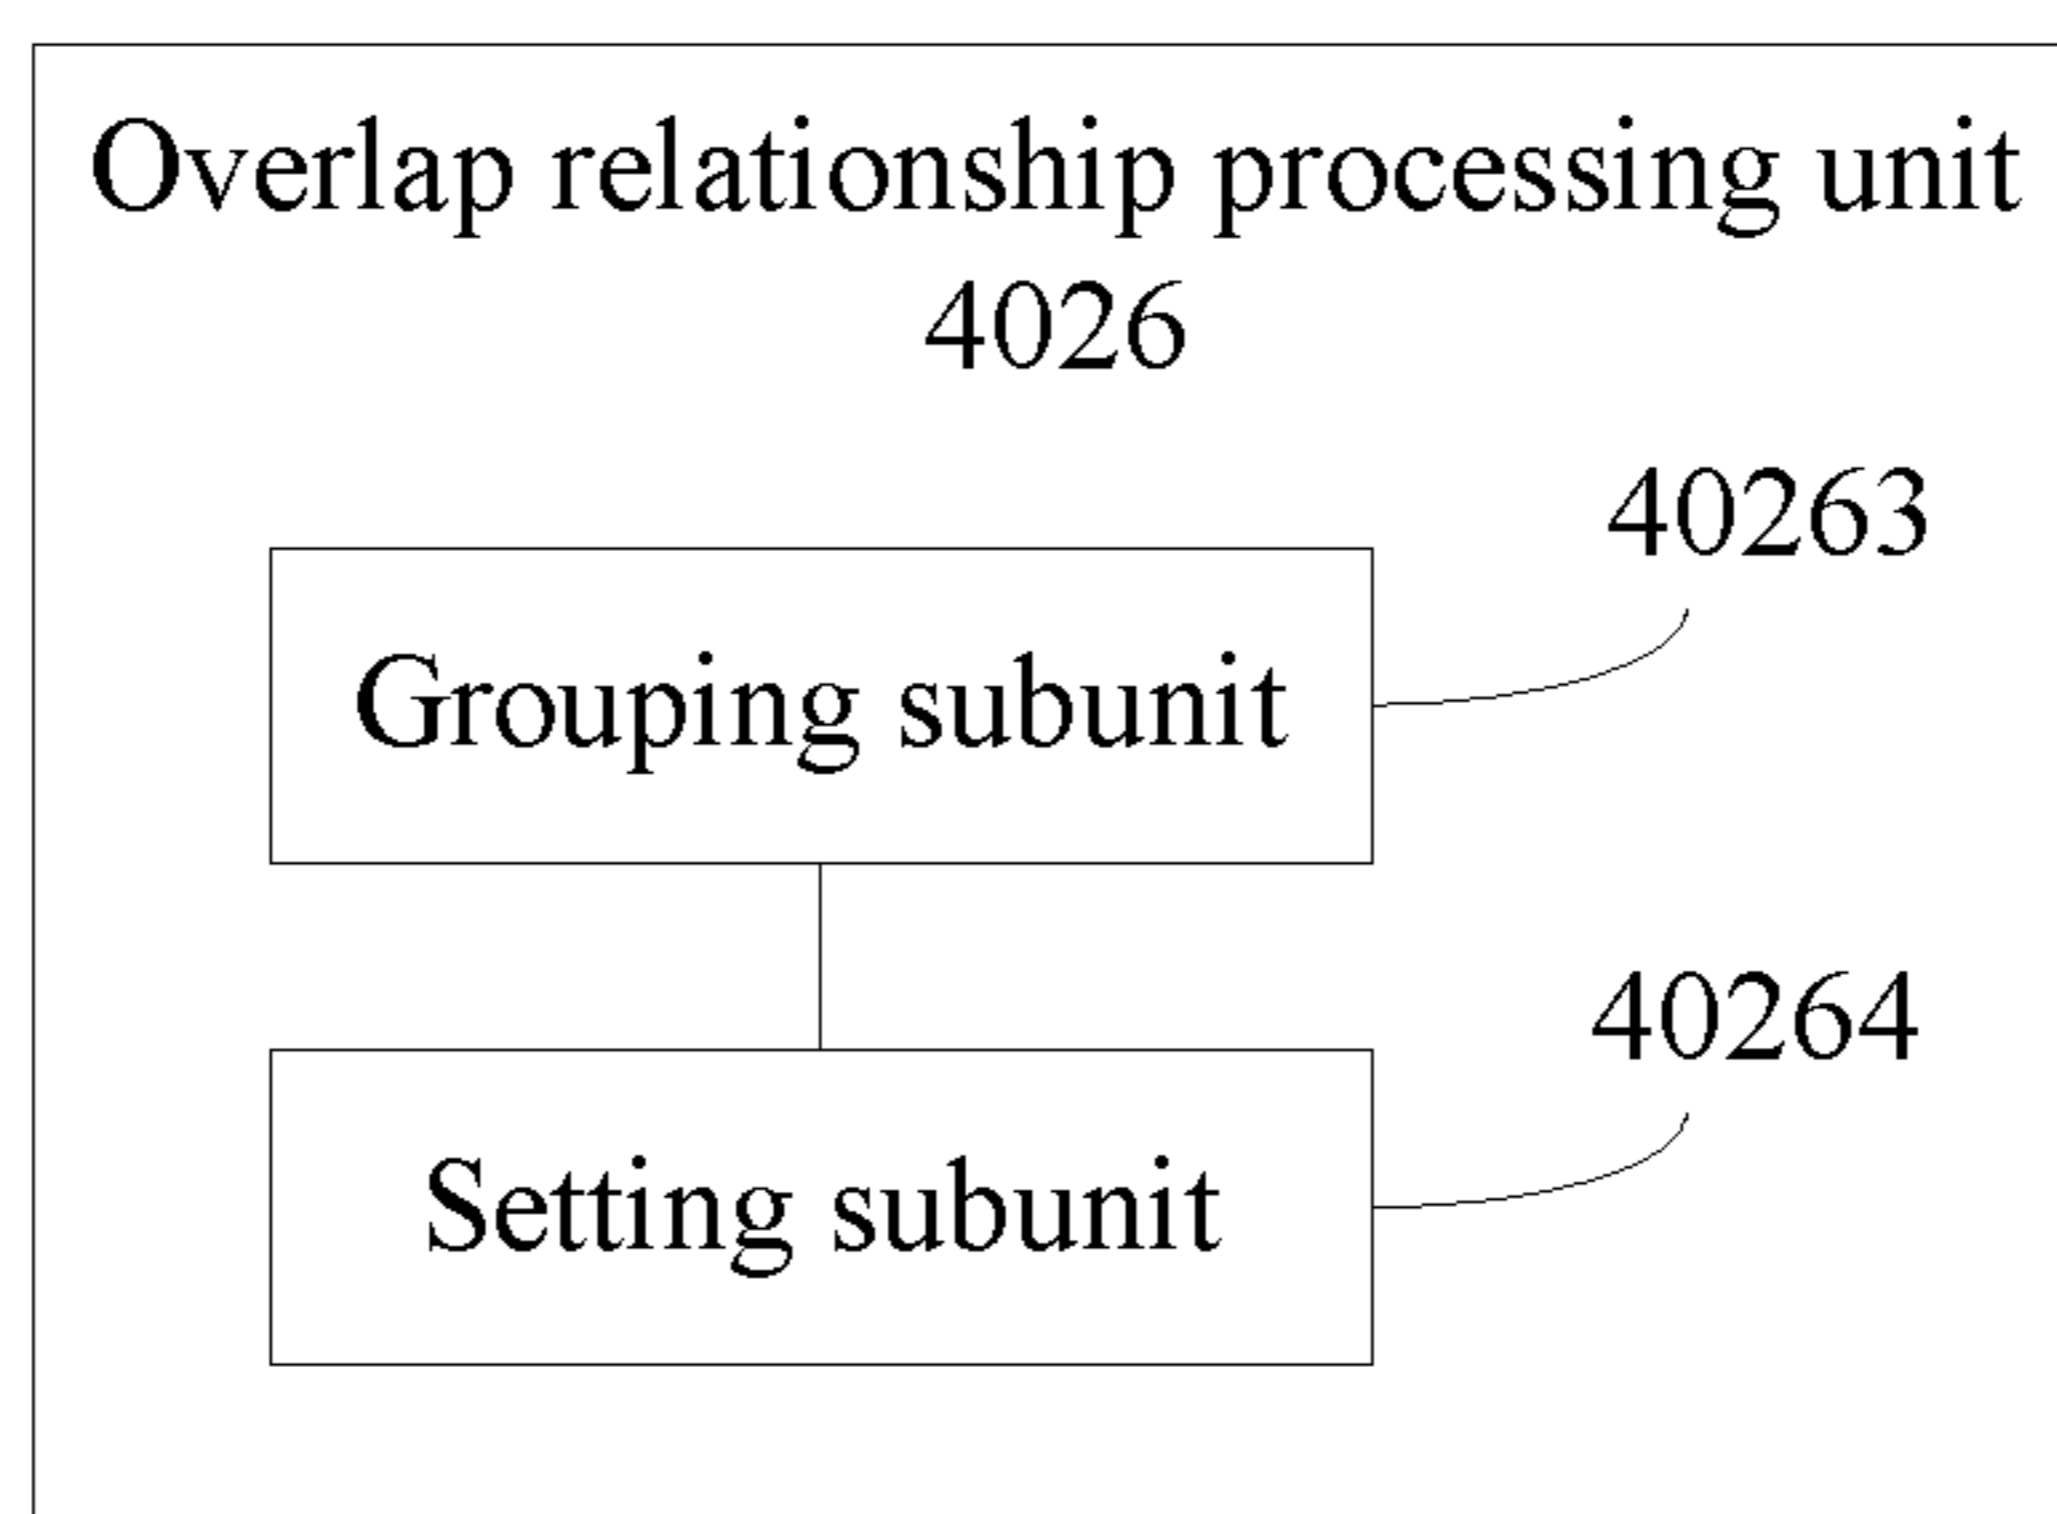 Overlap relationship processing unit
4026
40263
Grouping subunit
40264
Setting subunit